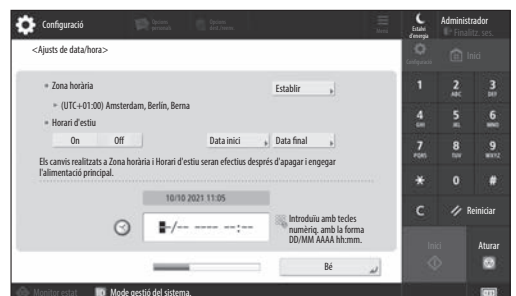 Configuració
Opcions personals
Menú
Estalvi d'energia
Administrador
Finalitz. ses.
<Ajusts de data/hora>
Configuració
Inici
Zona horària
Establir
(UTC+01:00) Amsterdam, Berlín, Berna
Horari d'estiu
On
Off
Data inici
Data final
Els canvis realitzats a Zona horària i Horari d'estiu seran efectius després d'apagar i engegar
l'alimentació principal.
10/10 2021 11:05
-/-- ---- --:--
Introduïu amb tecles
numèriq. amb la forma
DD/MM AAAA hh:mm.
Bé
1
2
ABC
3
DEF
4
GHI
5
JKL
6
MNO
7
PQRS
8
TUV
9
WXYZ
*
0
#
C
Reiniciar
Inici
Aturar
Monitor estat
Mode gestió del sistema.